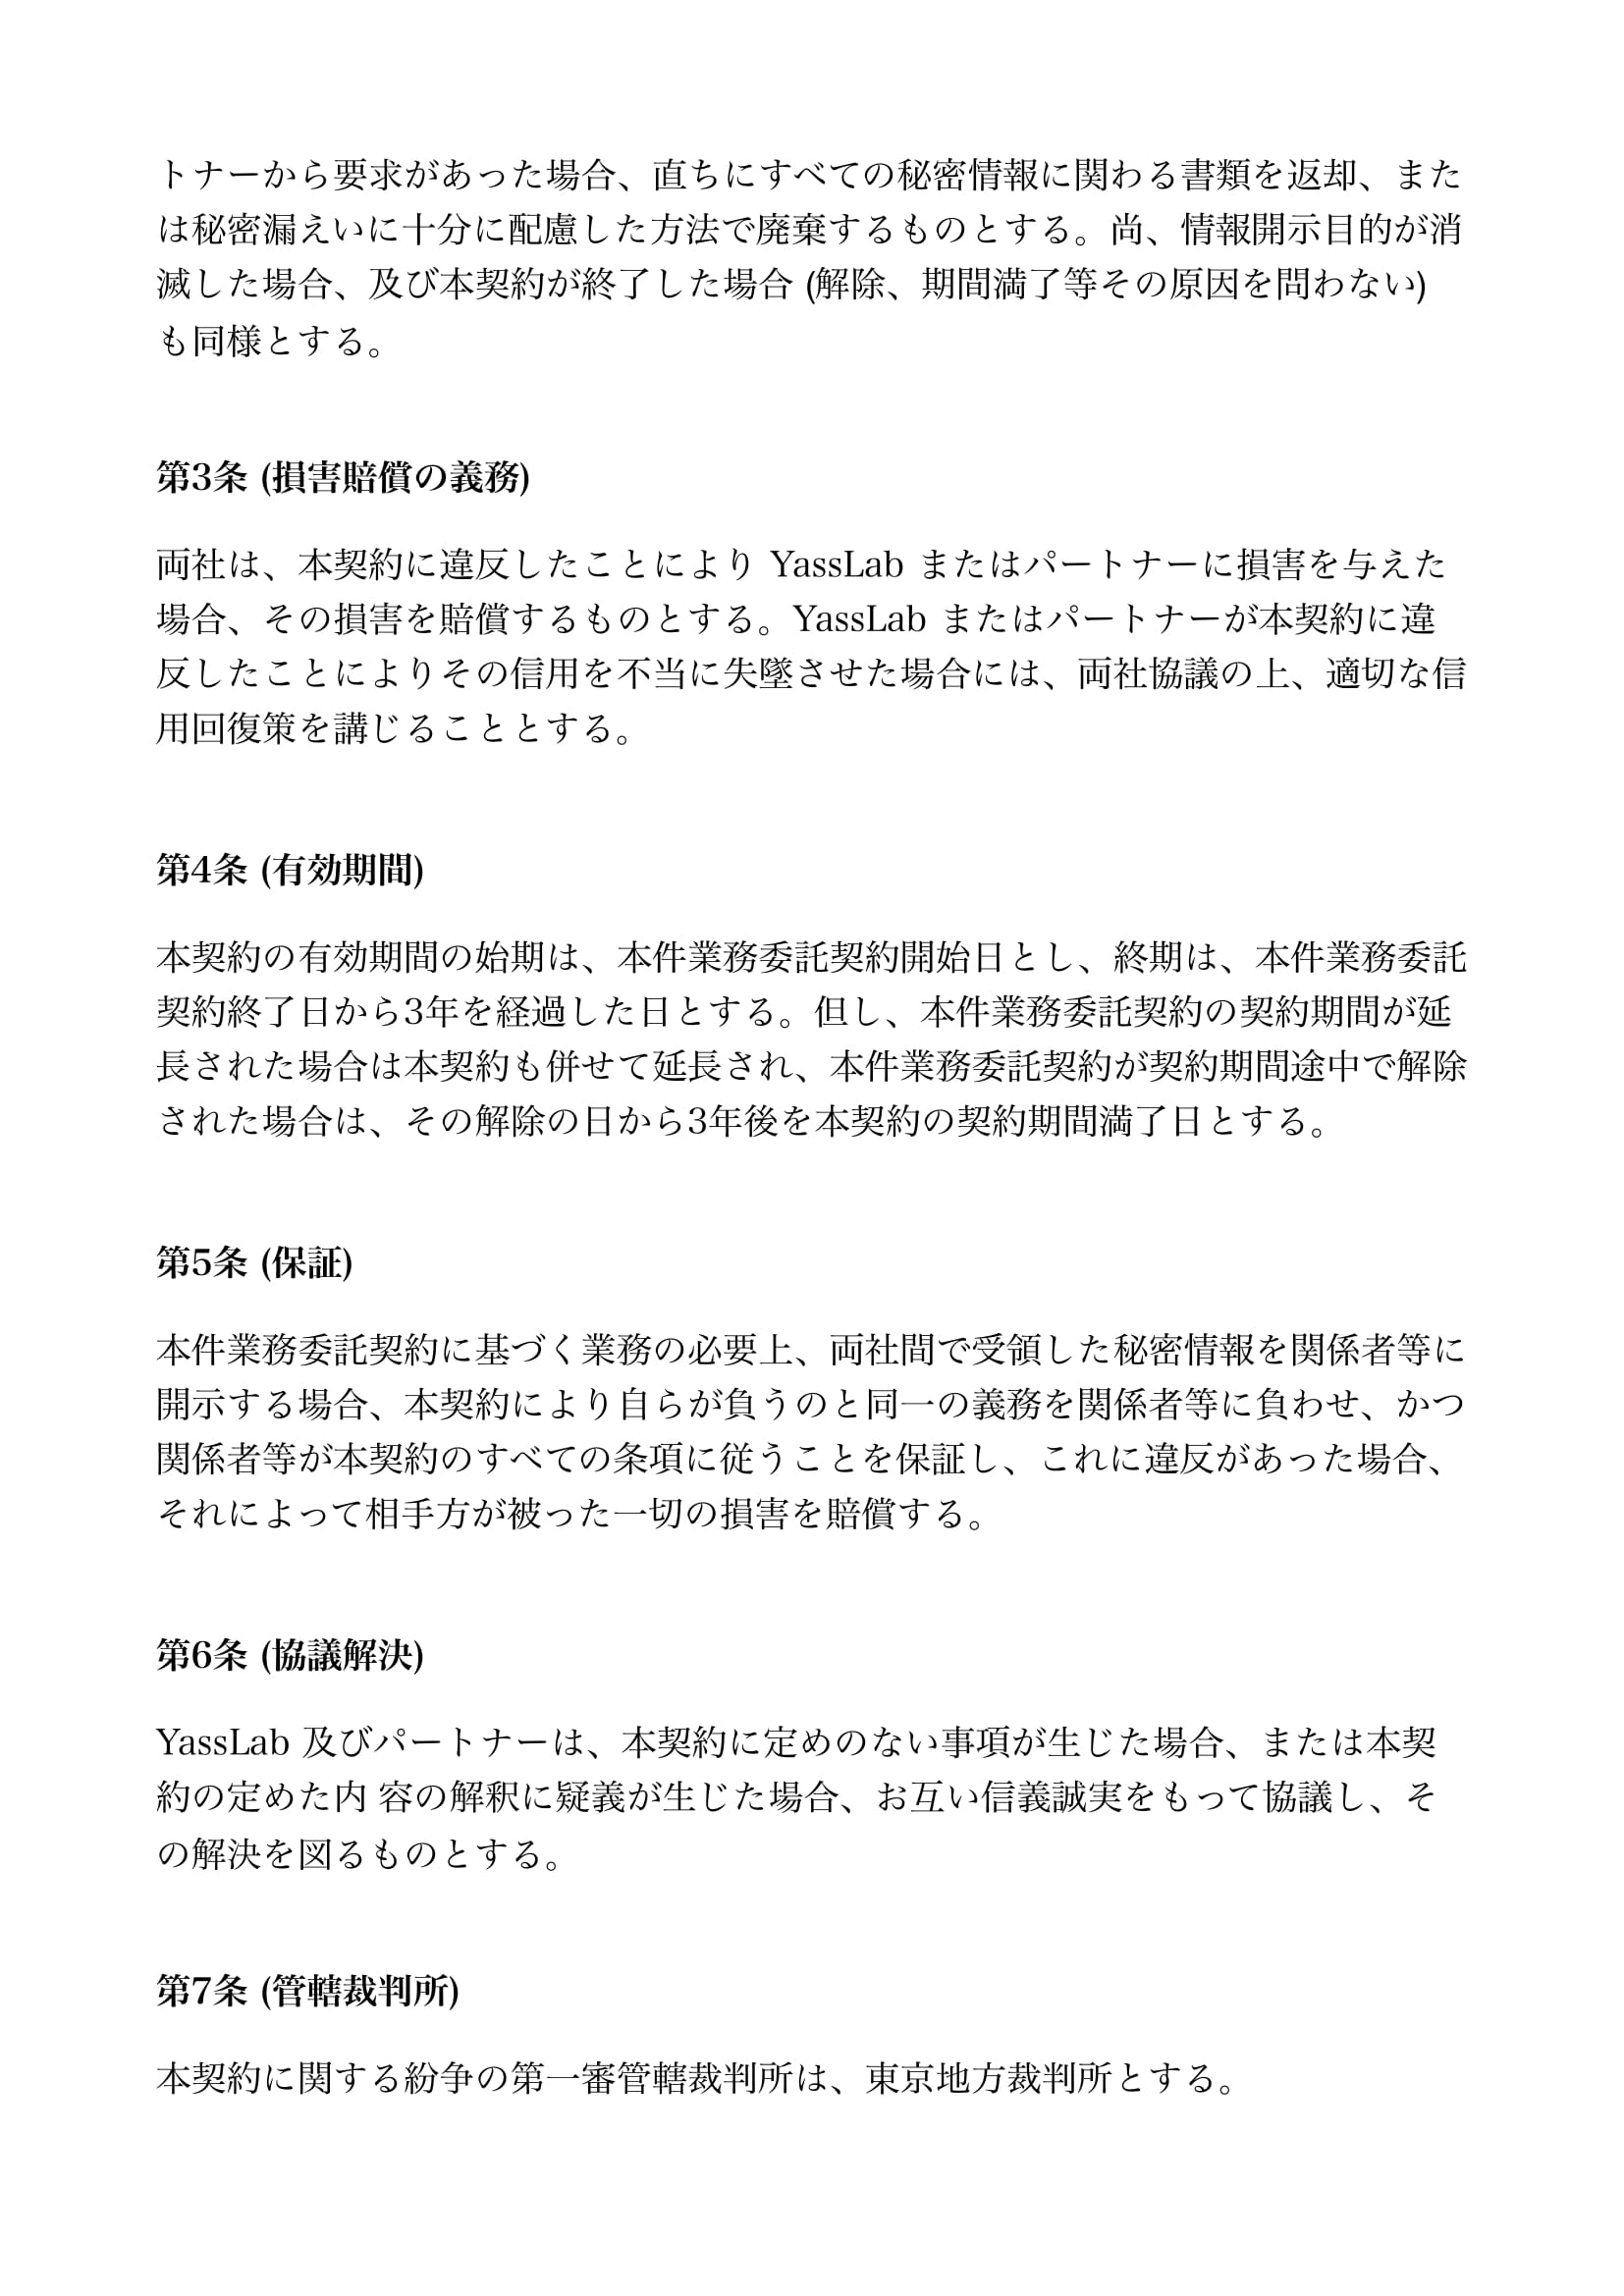 トナーから要求があった場合、直ちにすべての秘密情報に関わる書類を返却、また
は秘密漏えいに十分に配慮した方法で廃棄するものとする。尚、情報開示目的が消
滅した場合、及び本契約が終了した場合 (解除、期間満了等その原因を問わない)
も同様とする。
第3条 (損害賠償の義務)
両社は、本契約に違反したことにより YassLab またはパートナーに損害を与えた
場合、その損害を賠償するものとする。YassLab またはパートナーが本契約に違
反したことによりその信用を不当に失墜させた場合には、両社協議の上、適切な信
用回復策を講じることとする。
第4条 (有効期間)
本契約の有効期間の始期は、本件業務委託契約開始日とし、終期は、本件業務委託
契約終了日から3年を経過した日とする。但し、本件業務委託契約の契約期間が延
長された場合は本契約も併せて延長され、本件業務委託契約が契約期間途中で解除
された場合は、その解除の日から3年後を本契約の契約期間満了日とする。
第5条 (保証)
本件業務委託契約に基づく業務の必要上、両社間で受領した秘密情報を関係者等に
開示する場合、本契約により自らが負うのと同一の義務を関係者等に負わせ、かつ
関係者等が本契約のすべての条項に従うことを保証し、これに違反があった場合、
それによって相手方が被った一切の損害を賠償する。
第6条 (協議解決)
YassLab 及びパートナーは、本契約に定めのない事項が生じた場合、または本契
約の定めた内 容の解釈に疑義が生じた場合、お互い信義誠実をもって協議し、そ
の解決を図るものとする。
第7条 (管轄裁判所)
本契約に関する紛争の第一審管轄裁判所は、東京地方裁判所とする。